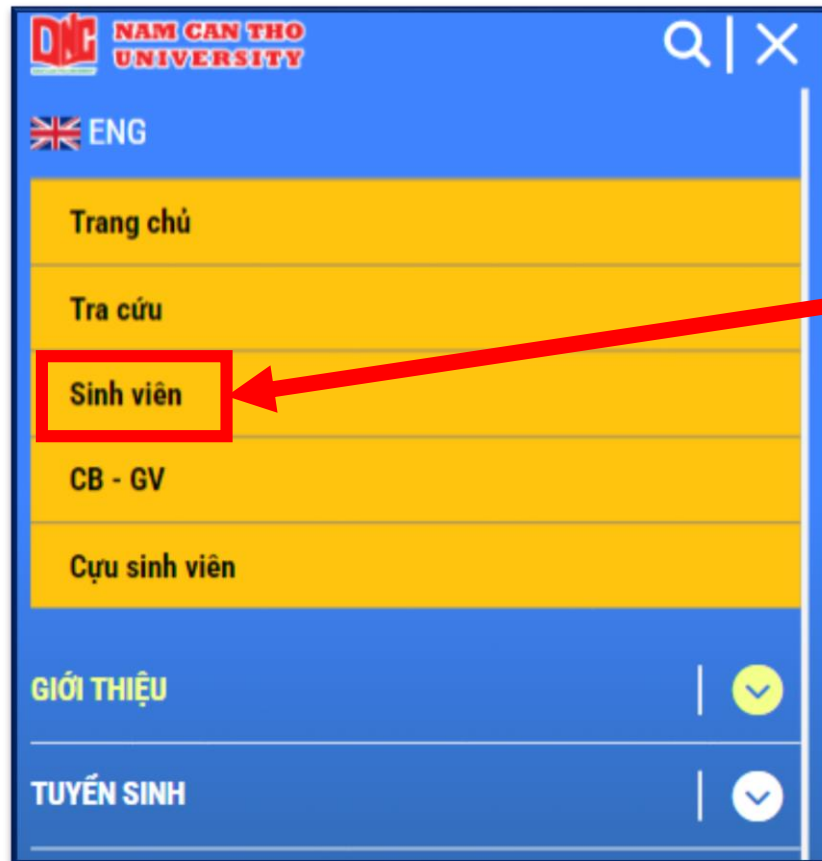 DNC NAM CAN THO
UNIVERSITY
ENG
Trang chủ
Tra cứu
Sinh viên
CB - GV
Cựu sinh viên
GIỚI THIỆU
TUYỂN SINH